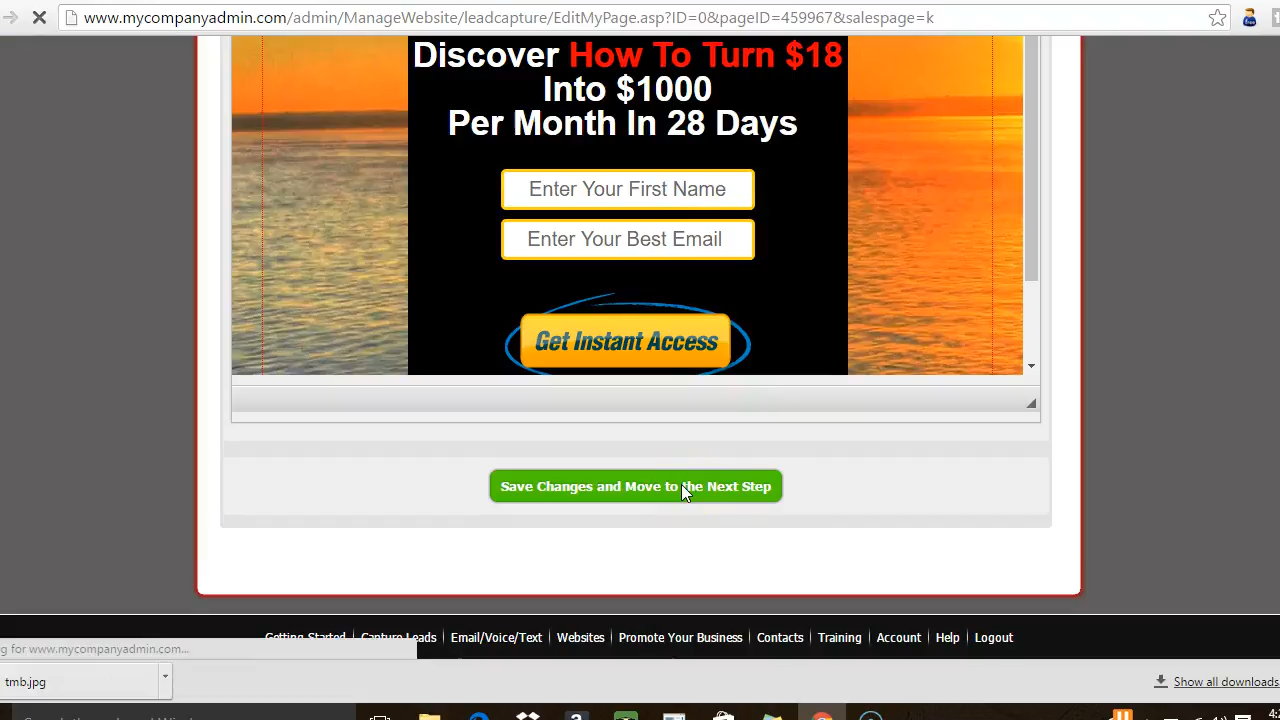 www.mycompanyadmin.com/admin/ManageWebsite/leadcapture/EditMyPage.asp?ID=0&pageID=459967&salespage=k
Discover How To Turn $18
Into $1000
Per Month In 28 Days
Enter Your First Name
Enter Your Best Email
Get Instant Access
Save Changes and Move to the Next Step
Getting Started Capture Leads Email/Voice/Text Websites Promote Your Business Contacts Training Account Help Logout
g for www.mycompanyadmin.com...
tmb.jpg
Show all downloads